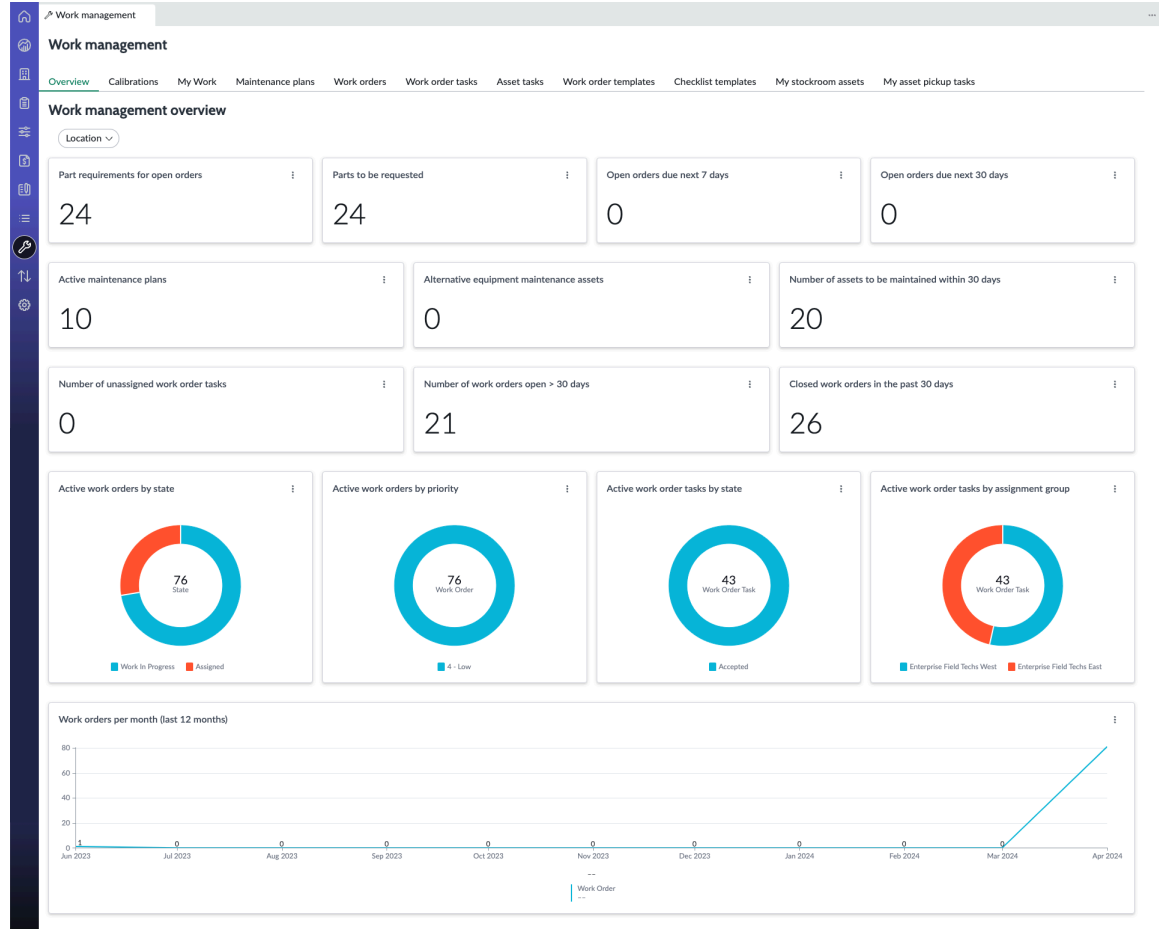 Work management
Work management
Overview Calibrations My Work Maintenance plans Work orders Work order tasks Asset tasks Work order templates Checklist templates My stockroom assets My asset pickup tasks
Work management overview
Location
Part requirements for open orders
24
Parts to be requested
24
Open orders due next 7 days
0
Open orders due next 30 days
0
Active maintenance plans
10
Alternative equipment maintenance assets
0
Number of assets to be maintained within 30 days
20
Number of unassigned work order tasks
0
Number of work orders open > 30 days
21
Closed work orders in the past 30 days
26
Active work orders by state
76
State
Work In Progress Assigned
Active work orders by priority
76
Work Order
4 - Low
Active work order tasks by state
43
Work Order Task
Accepted
Active work order tasks by assignment group
43
Work Order Task
Enterprise Field Techs West Enterprise Field Techs East
Work orders per month (last 12 months)
80
60
40
20
0
1 0 0 0 0 0 0 0 0 0
Jun 2023 Jul 2023 Aug 2023 Sep 2023 Oct 2023 Nov 2023 Dec 2023 Jan 2024 Feb 2024 Mar 2024 Apr 2024
--
Work Order
--